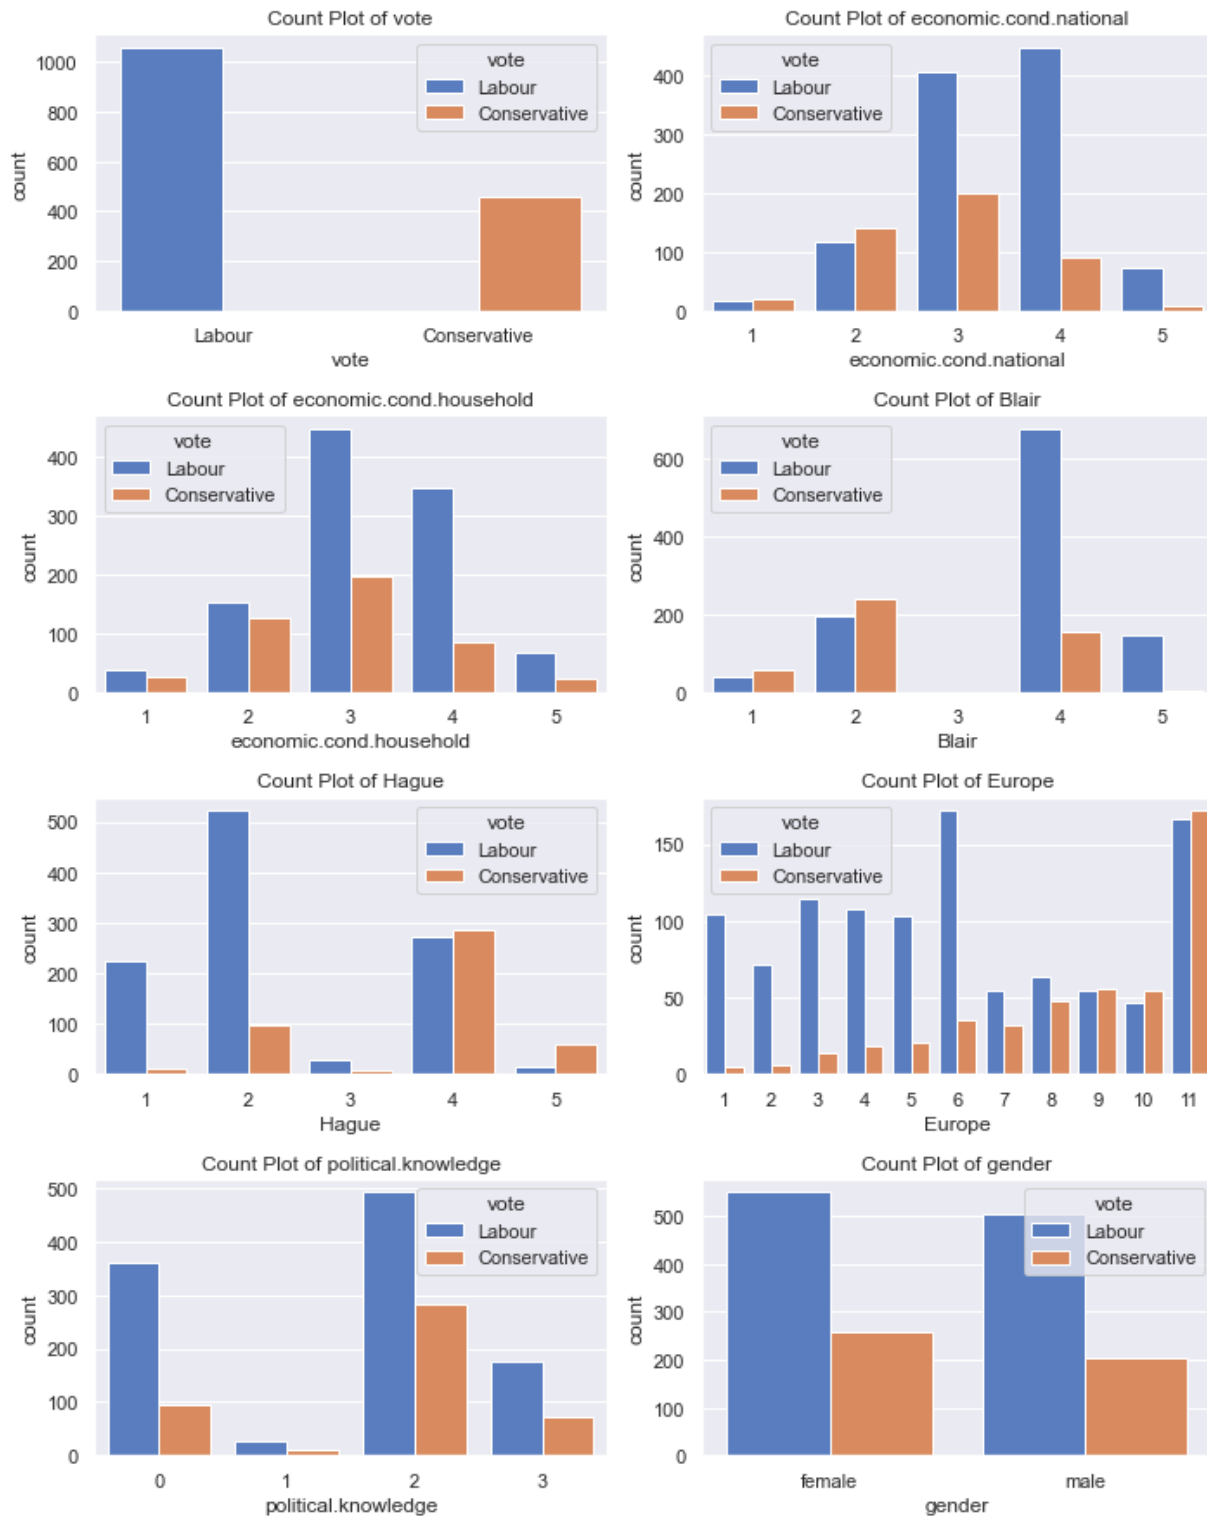 Count Plot of vote
1000
800
600
400
200
0
count
vote
Labour
Conservative
Labour
Conservative
vote
Count Plot of economic.cond.national
400
300
200
100
0
count
vote
Labour
Conservative
1 2 3 4 5
economic.cond.national
Count Plot of economic.cond.household
400
300
200
100
0
count
vote
Labour
Conservative
1 2 3 4 5
economic.cond.household
Count Plot of Blair
600
400
200
0
count
vote
Labour
Conservative
1 2 3 4 5
Blair
Count Plot of Hague
500
400
300
200
100
0
count
vote
Labour
Conservative
1 2 3 4 5
Hague
Count Plot of Europe
150
100
50
0
count
vote
Labour
Conservative
1 2 3 4 5 6 7 8 9 10 11
Europe
Count Plot of political.knowledge
500
400
300
200
100
0
count
vote
Labour
Conservative
0 1 2 3
political.knowledge
Count Plot of gender
500
400
300
200
100
0
count
vote
Labour
Conservative
female male
gender